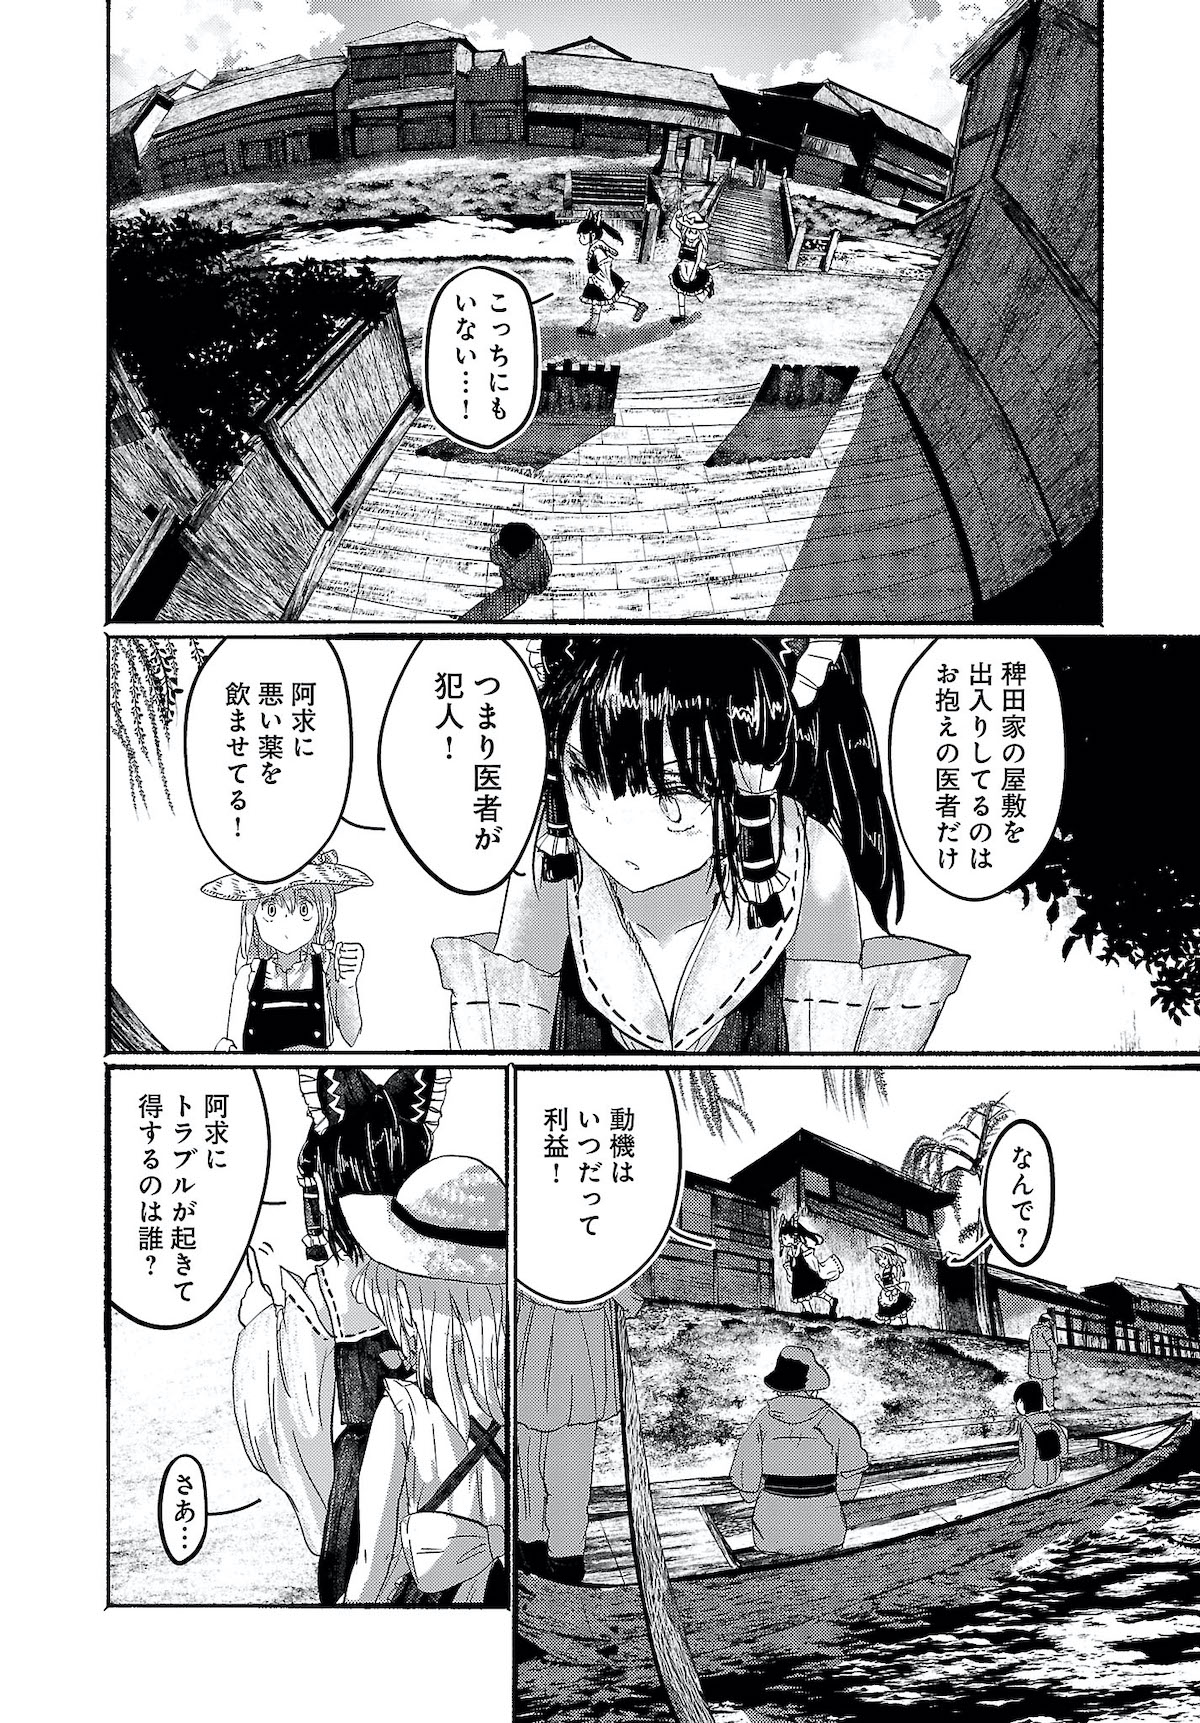 こっちにも
いない…！
稗田家の屋敷を
出入りしてるのは
お抱えの医者だけ
つまり医者が
犯人！
阿求に
悪い薬を
飲ませてる！
なんで？
動機は
いつだって
利益！
阿求に
トラブルが起きて
得するのは誰？
さあ…